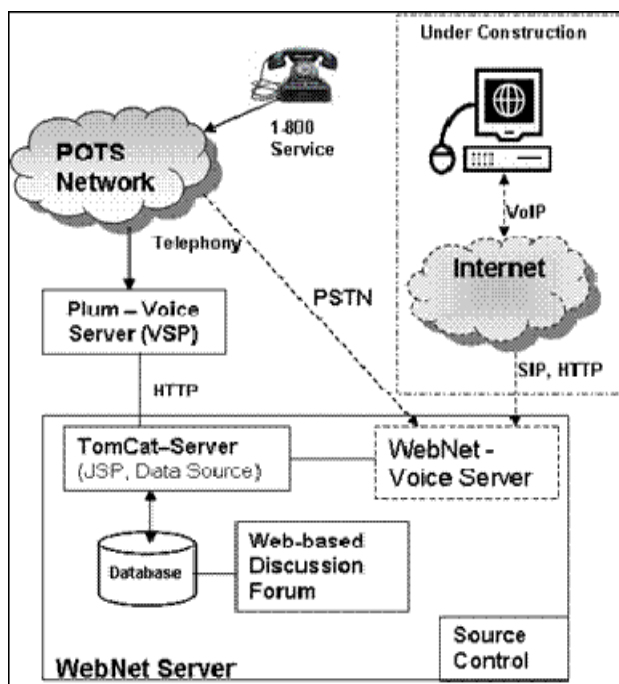 Under Construction
1-800
Service
POTS
Network
VoIP
Telephony
Internet
PSTN
Plum – Voice
Server (VSP)
SIP, HTTP
HTTP
TomCat–Server
(JSP, Data Source)
WebNet -
Voice Server
Database
Web-based
Discussion
Forum
Source
Control
WebNet Server